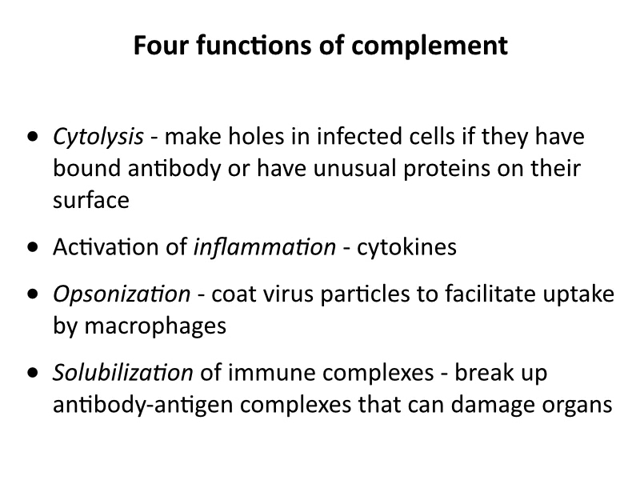 Four functions of complement
• Cytolysis - make holes in infected cells if they have
bound antibody or have unusual proteins on their
surface
• Activation of inflammation - cytokines
• Opsonization - coat virus particles to facilitate uptake
by macrophages
• Solubilization of immune complexes - break up
antibody-antigen complexes that can damage organs